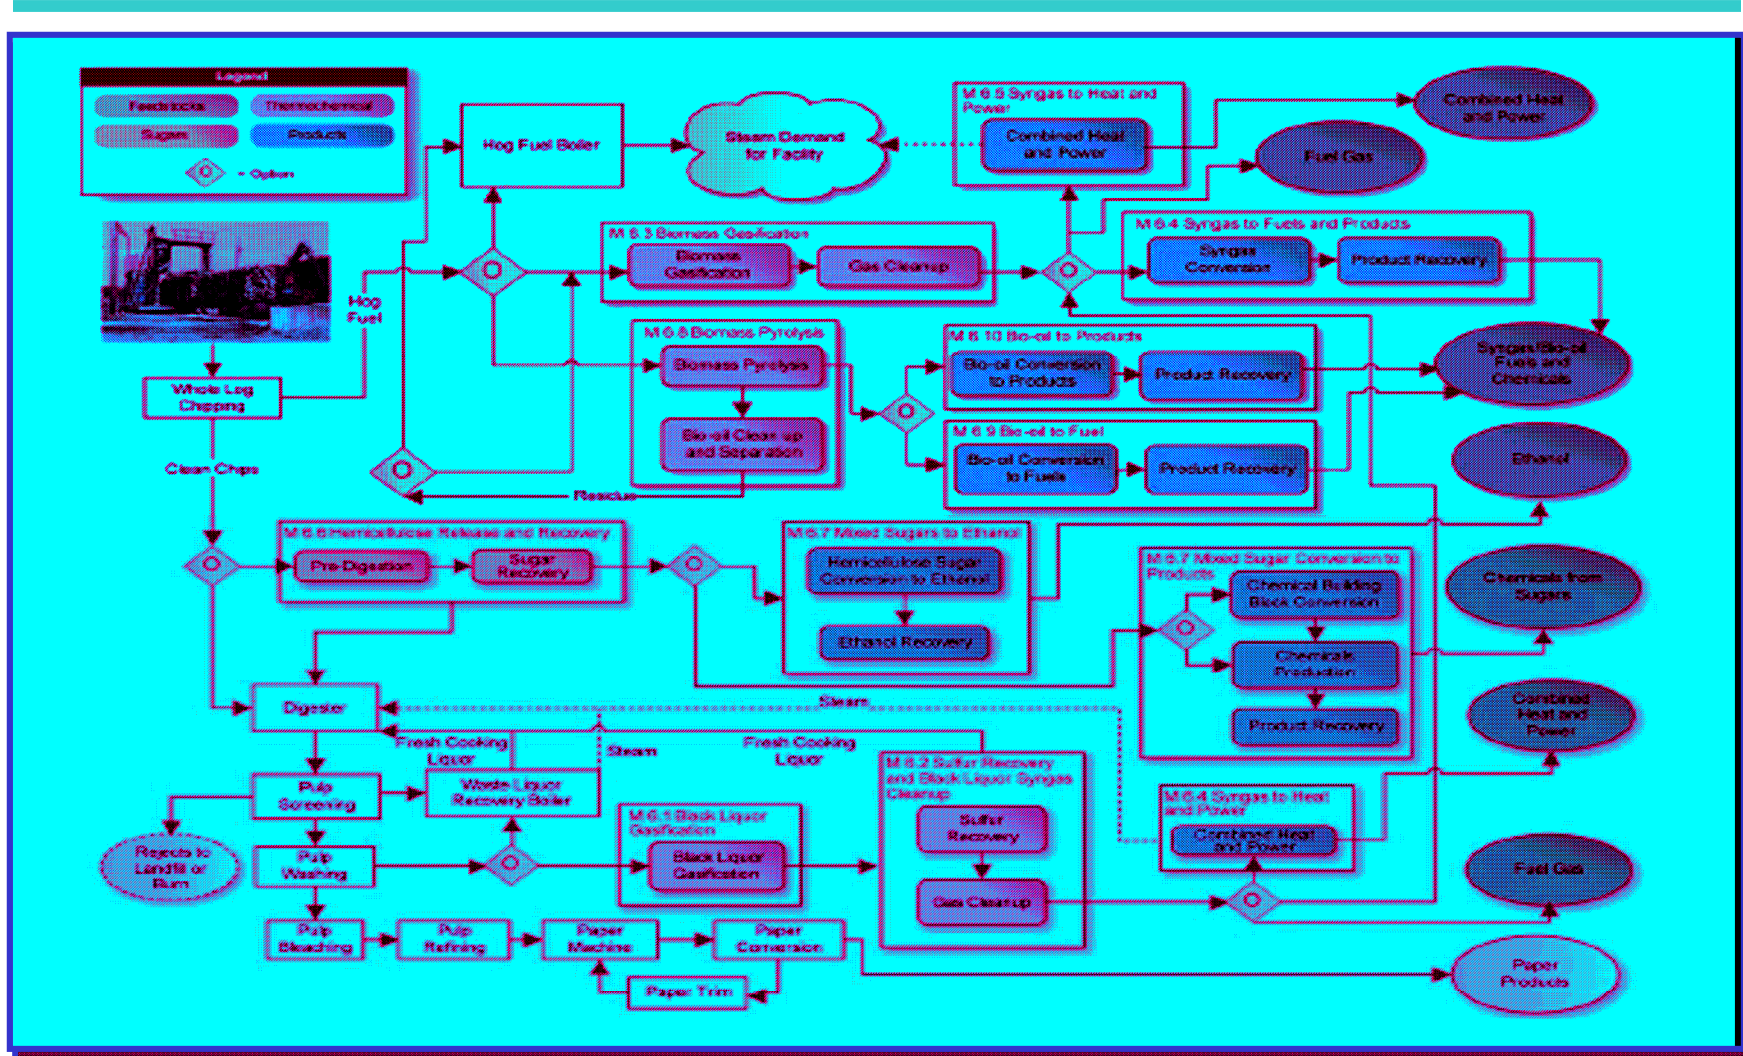 Legend
Feedstocks
Thermochemical
Sugars
Products
= Option
Hog Fuel Boiler
Steam Demand
for Facility
M 6.5 Syngas to Heat and
Power
Combined Heat
and Power
Combined Heat
and Power
Fuel Gas
M 6.3 Biomass Gasification
Biomass
Gasification
Gas Cleanup
M 6.4 Syngas to Fuels and Products
Syngas
Conversion
Product Recovery
Hog
Fuel
M 6.8 Biomass Pyrolysis
Biomass Pyrolysis
Bio-oil Clean-up
and Separation
M 6.10 Bio-oil to Products
Bio-oil Conversion
to Products
Product Recovery
Syngas/Bio-oil
Fuels and
Chemicals
Whole Log
Chipping
M 6.9 Bio-oil to Fuel
Bio-oil Conversion
to Fuels
Product Recovery
Ethanol
Clean Chips
Residue
M 6.6 Hemicellulose Release and Recovery
Pre-Digestion
Sugar
Recovery
M 6.7 Mixed Sugars to Ethanol
Hemicellulose Sugar
Conversion to Ethanol
Ethanol Recovery
M 6.7 Mixed Sugar Conversion to
Products
Chemical Building
Block Conversion
Chemicals
Production
Product Recovery
Chemicals from
Sugars
Digester
Steam
Combined
Heat and
Power
Fresh Cooking
Liquor
Steam
Fresh Cooking
Liquor
Pulp
Screening
Waste Liquor
Recovery Boiler
M 6.2 Sulfur Recovery
and Black Liquor Syngas
Cleanup
Sulfur
Recovery
Gas Cleanup
M 6.4 Syngas to Heat
and Power
Combined Heat
and Power
M 6.1 Black Liquor
Gasification
Black Liquor
Gasification
Rejects to
Landfill or
Burn
Pulp
Washing
Fuel Gas
Pulp
Bleaching
Pulp
Refining
Paper
Machine
Paper
Conversion
Paper Trim
Paper
Products